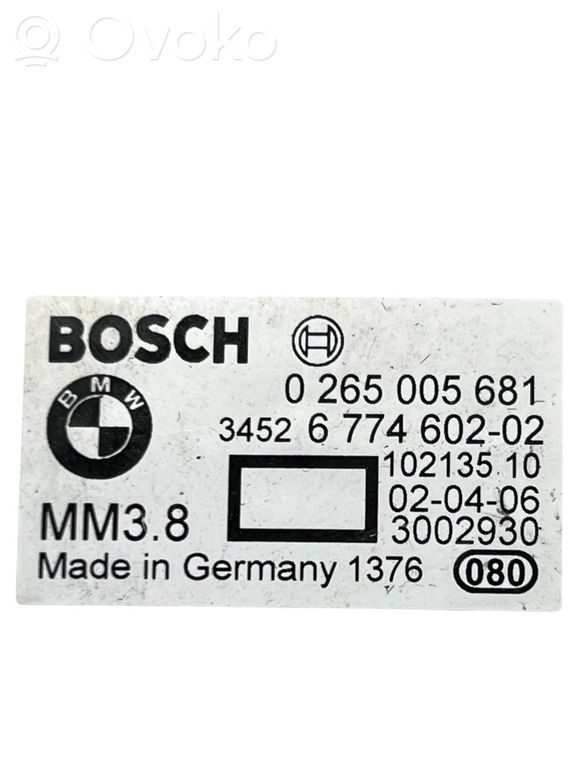 Ovoko
BOSCH
0 265 005 681
BMW
3452 6 774 602-02
102135 10
02-04-06
MM3.8
3002930
Made in Germany 1376 080